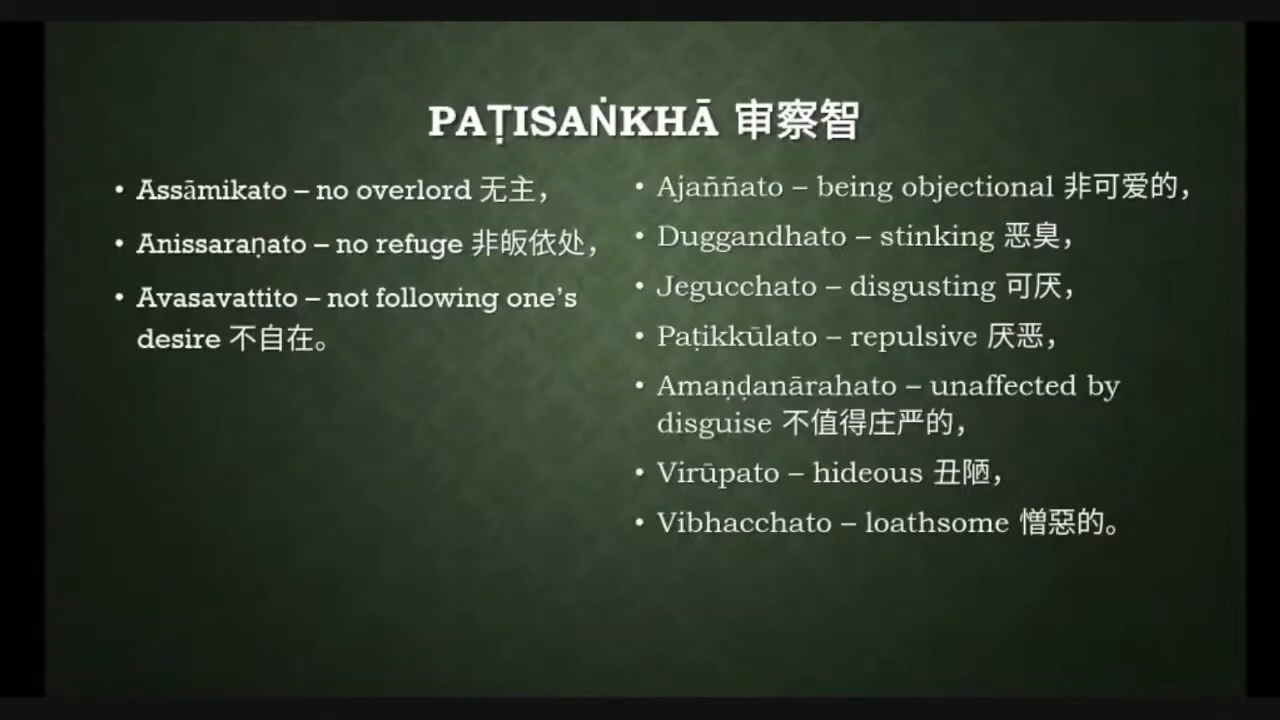 PAṬISAṄKHĀ 审察智
• Assāmikato – no overlord 无主，
• Anissaraṇato – no refuge 非皈依处，
• Avasavattito – not following one’s
desire 不自在。
• Ajaññato – being objectional 非可爱的，
• Duggandhato – stinking 恶臭，
• Jegucchato – disgusting 可厌，
• Paṭikkūlato – repulsive 厌恶，
• Amaṇḍanārahato – unaffected by
disguise 不值得庄严的，
• Virūpato – hideous 丑陋，
• Vibhacchato – loathsome 憎惡的。